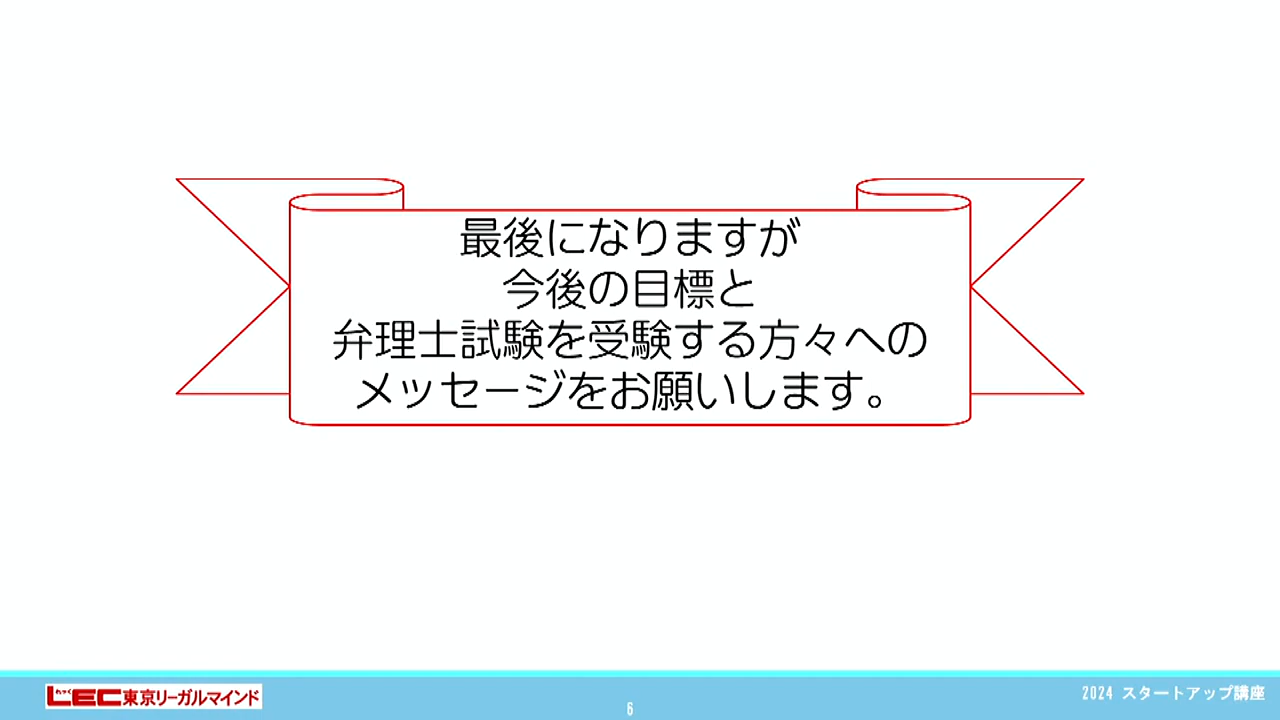 最後になりますが
今後の目標と
弁理士試験を受験する方々への
メッセージをお願いします。
LEC東京リーガルマインド
6
2024 スタートアップ講座